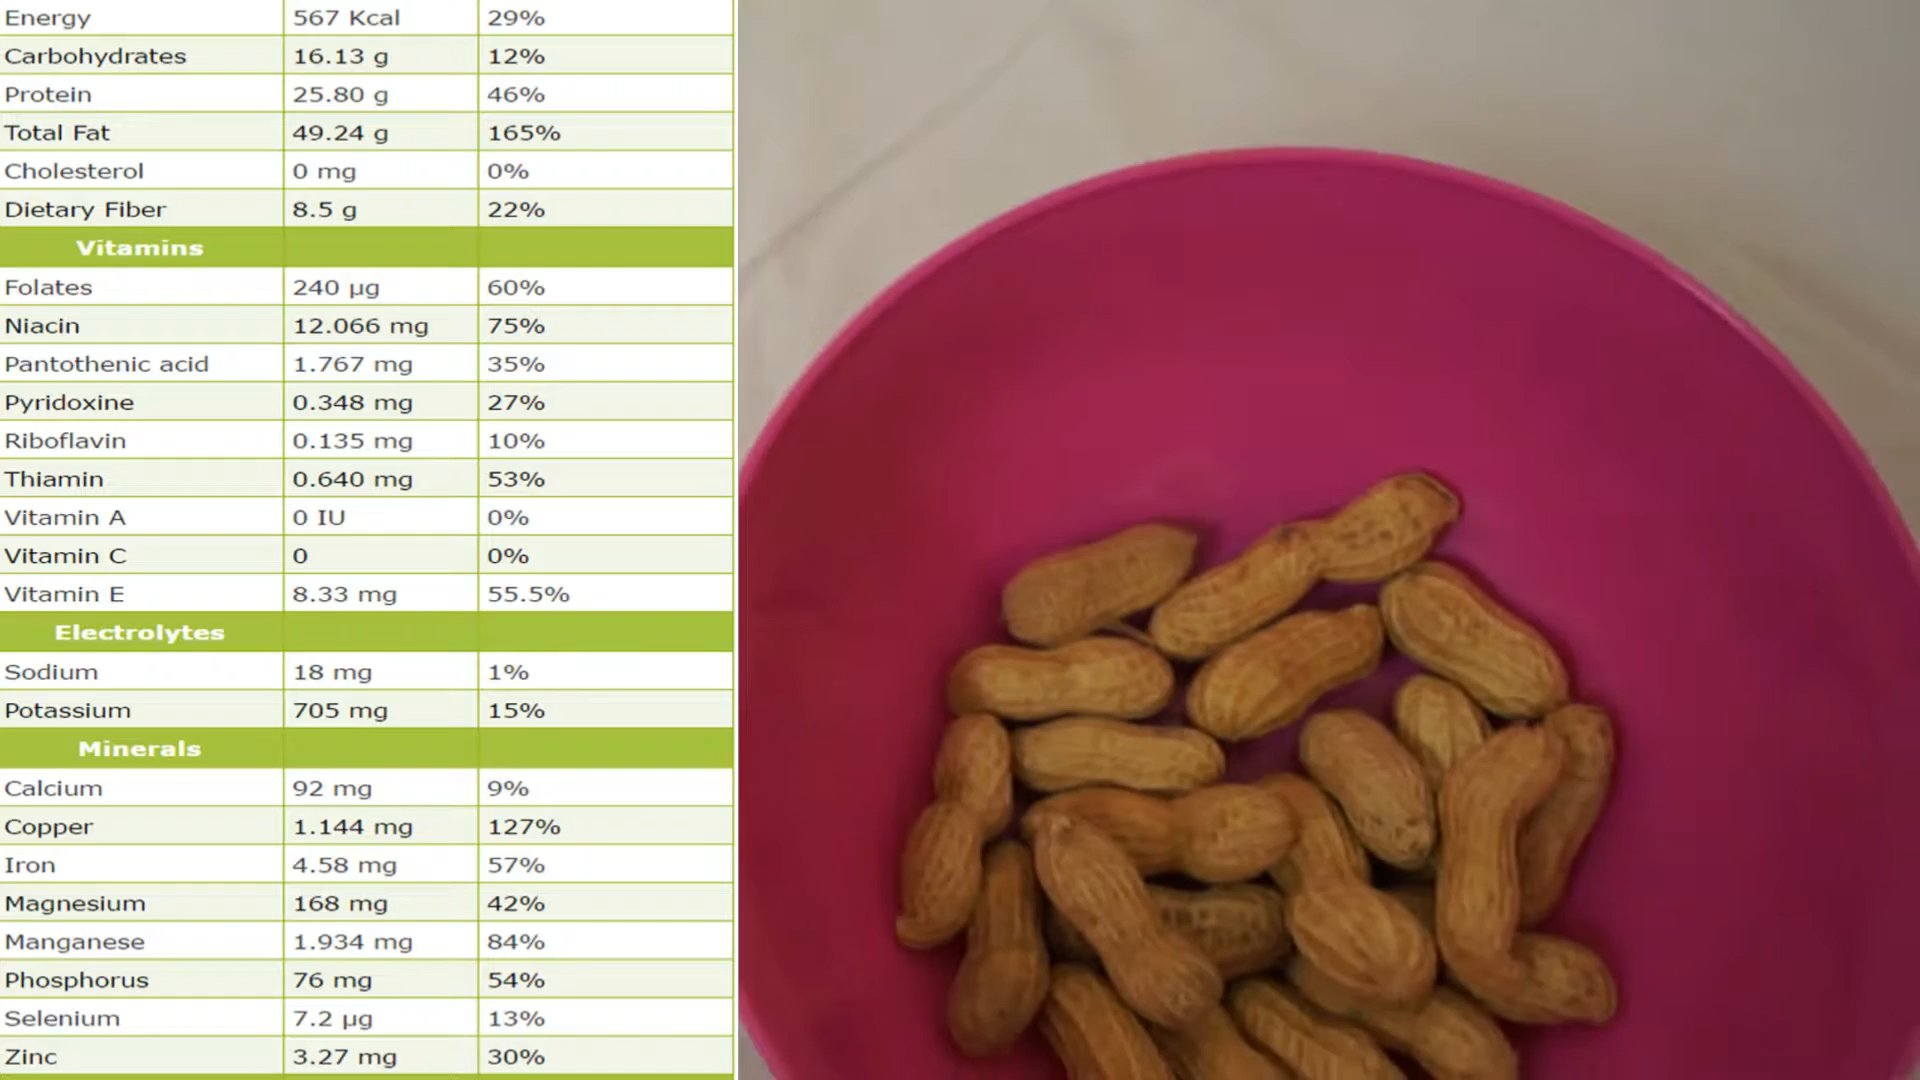 Energy 567 Kcal 29%
Carbohydrates 16.13 g 12%
Protein 25.80 g 46%
Total Fat 49.24 g 165%
Cholesterol 0 mg 0%
Dietary Fiber 8.5 g 22%
Vitamins
Folates 240 µg 60%
Niacin 12.066 mg 75%
Pantothenic acid 1.767 mg 35%
Pyridoxine 0.348 mg 27%
Riboflavin 0.135 mg 10%
Thiamin 0.640 mg 53%
Vitamin A 0 IU 0%
Vitamin C 0 0%
Vitamin E 8.33 mg 55.5%
Electrolytes
Sodium 18 mg 1%
Potassium 705 mg 15%
Minerals
Calcium 92 mg 9%
Copper 1.144 mg 127%
Iron 4.58 mg 57%
Magnesium 168 mg 42%
Manganese 1.934 mg 84%
Phosphorus 76 mg 54%
Selenium 7.2 µg 13%
Zinc 3.27 mg 30%